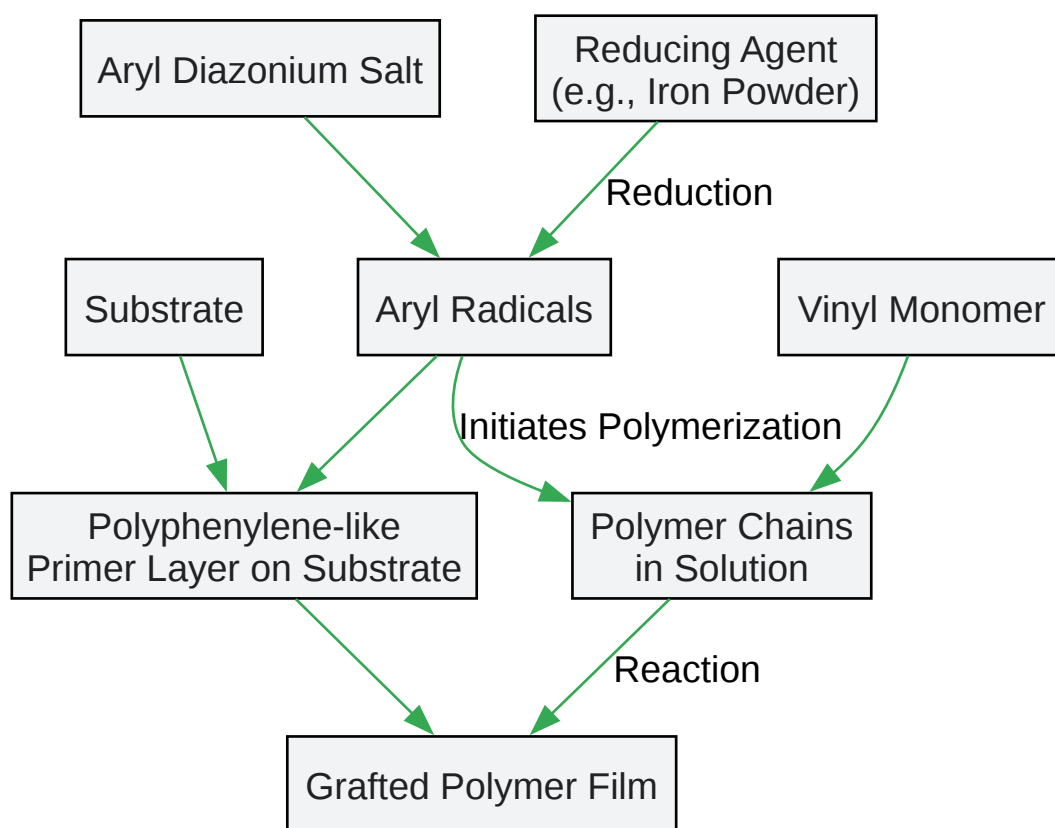 Aryl Diazonium Salt
Reducing Agent
(e.g., Iron Powder)
Reduction
Substrate
Aryl Radicals
Vinyl Monomer
Initiates Polymerization
Polyphenylene-like
Primer Layer on Substrate
Polymer Chains
in Solution
Reaction
Grafted Polymer Film